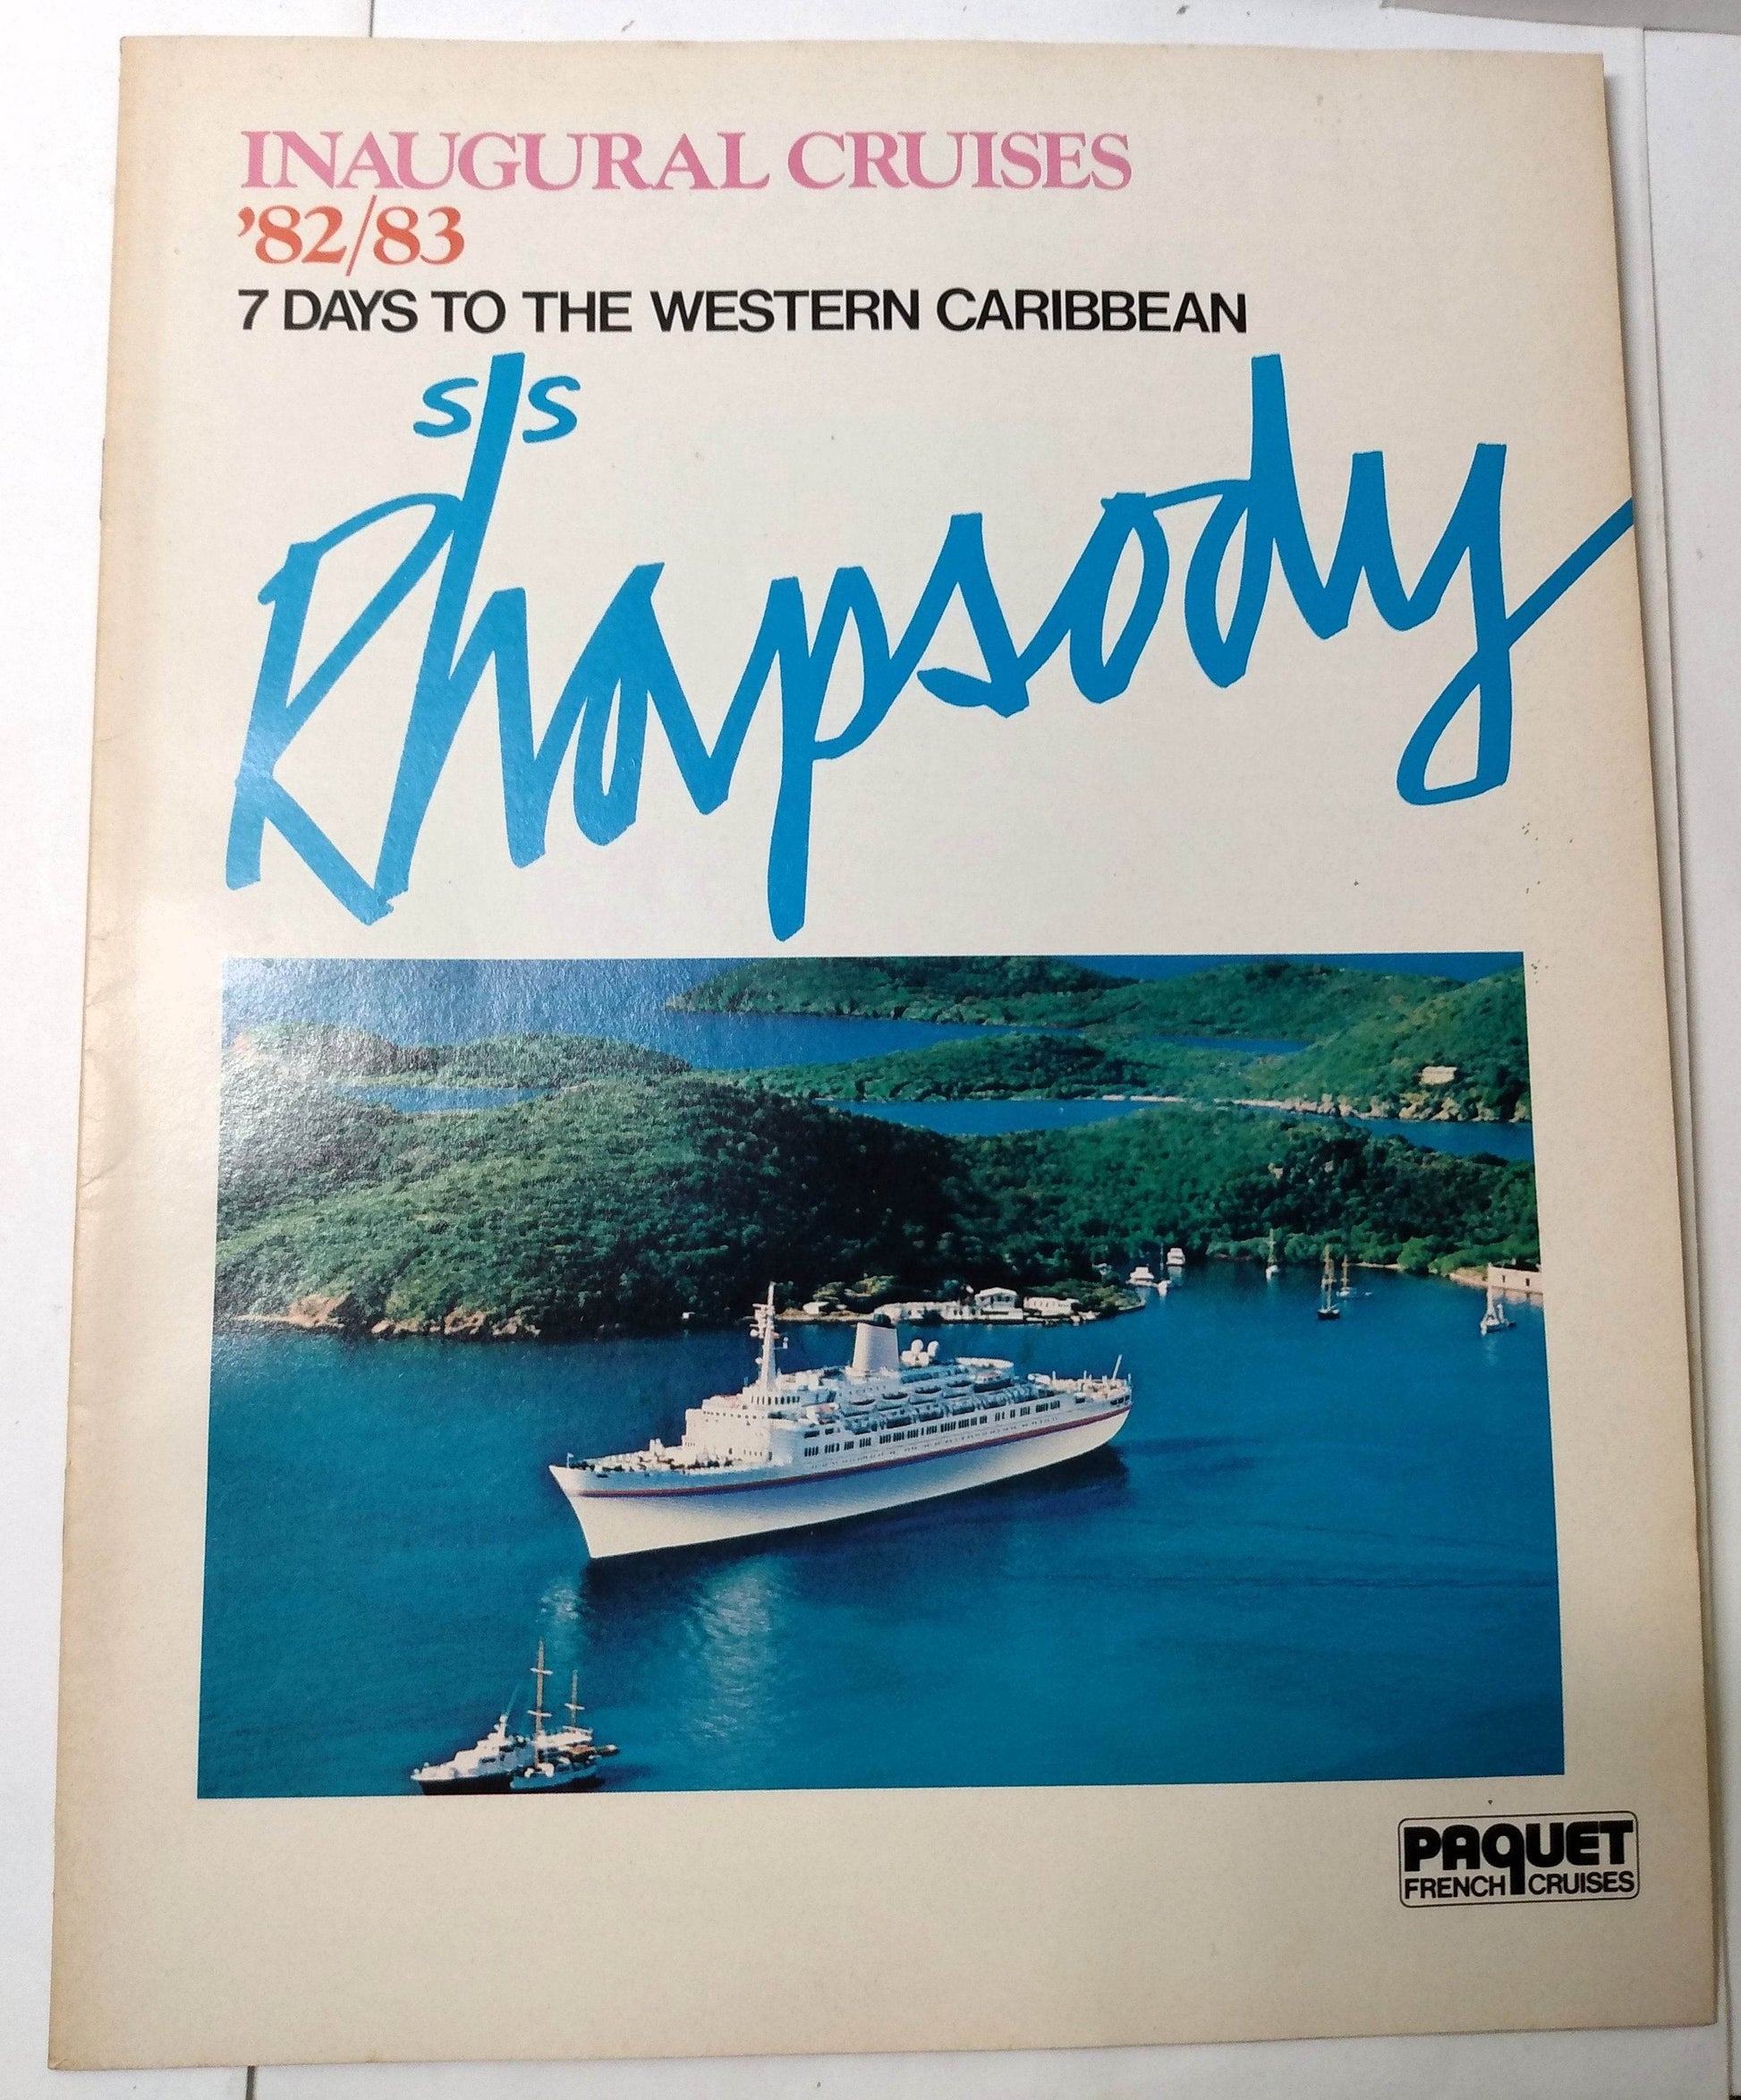 INAUGURAL CRUISES
’82/83
7 DAYS TO THE WESTERN CARIBBEAN
s/s
Rhapsody
PAQUET
FRENCH CRUISES